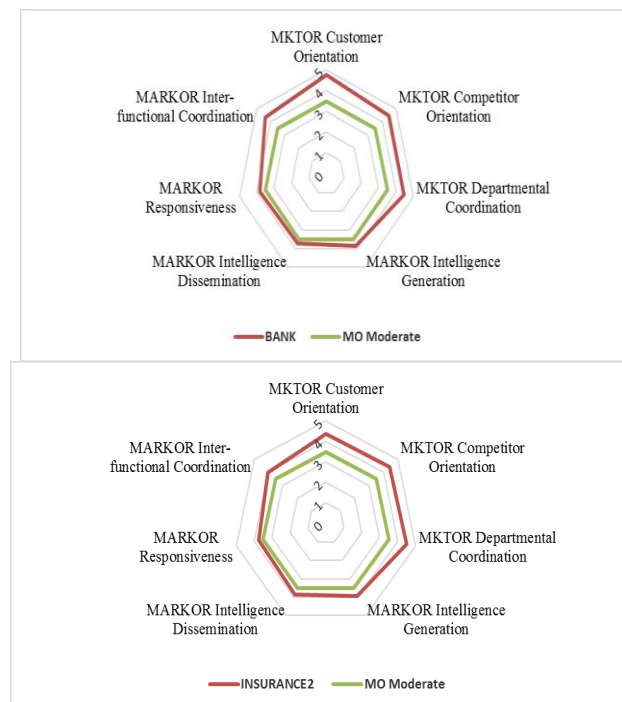 MKTOR Customer
Orientation
MARKOR Inter-
functional Coordination
MKTOR Competitor
Orientation
5
4
3
2
1
0
MARKOR
Responsiveness
MKTOR Departmental
Coordination
MARKOR Intelligence
Dissemination
MARKOR Intelligence
Generation
BANK
MO Moderate
MKTOR Customer
Orientation
MARKOR Inter-
functional Coordination
MKTOR Competitor
Orientation
5
4
3
2
1
0
MARKOR
Responsiveness
MKTOR Departmental
Coordination
MARKOR Intelligence
Dissemination
MARKOR Intelligence
Generation
INSURANCE2
MO Moderate